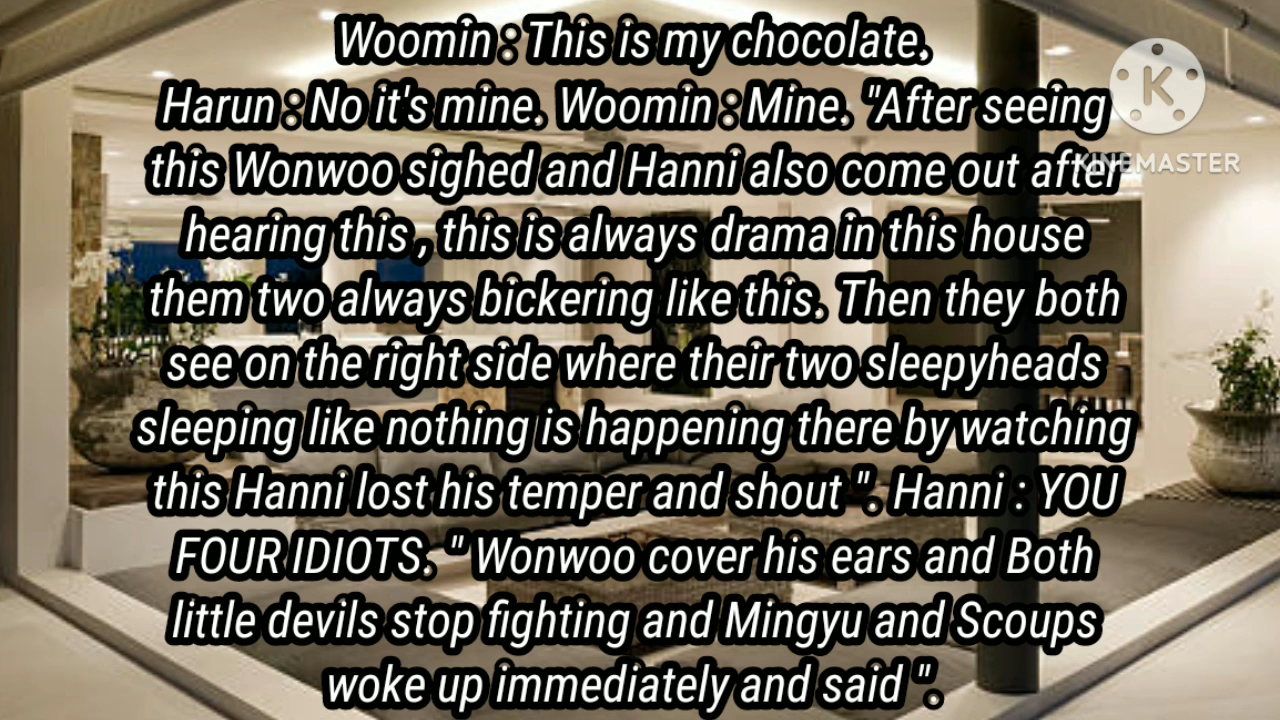 Woomin : This is my chocolate.
Harun : No it's mine. Woomin : Mine. "After seeing
this Wonwoo sighed and Hanni also come out after
hearing this , this is always drama in this house
them two always bickering like this. Then they both
see on the right side where their two sleepyheads
sleeping like nothing is happening there by watching
this Hanni lost his temper and shout ". Hanni : YOU
FOUR IDIOTS. " Wonwoo cover his ears and Both
little devils stop fighting and Mingyu and Scoups
woke up immediately and said ".
K
KINEMASTER